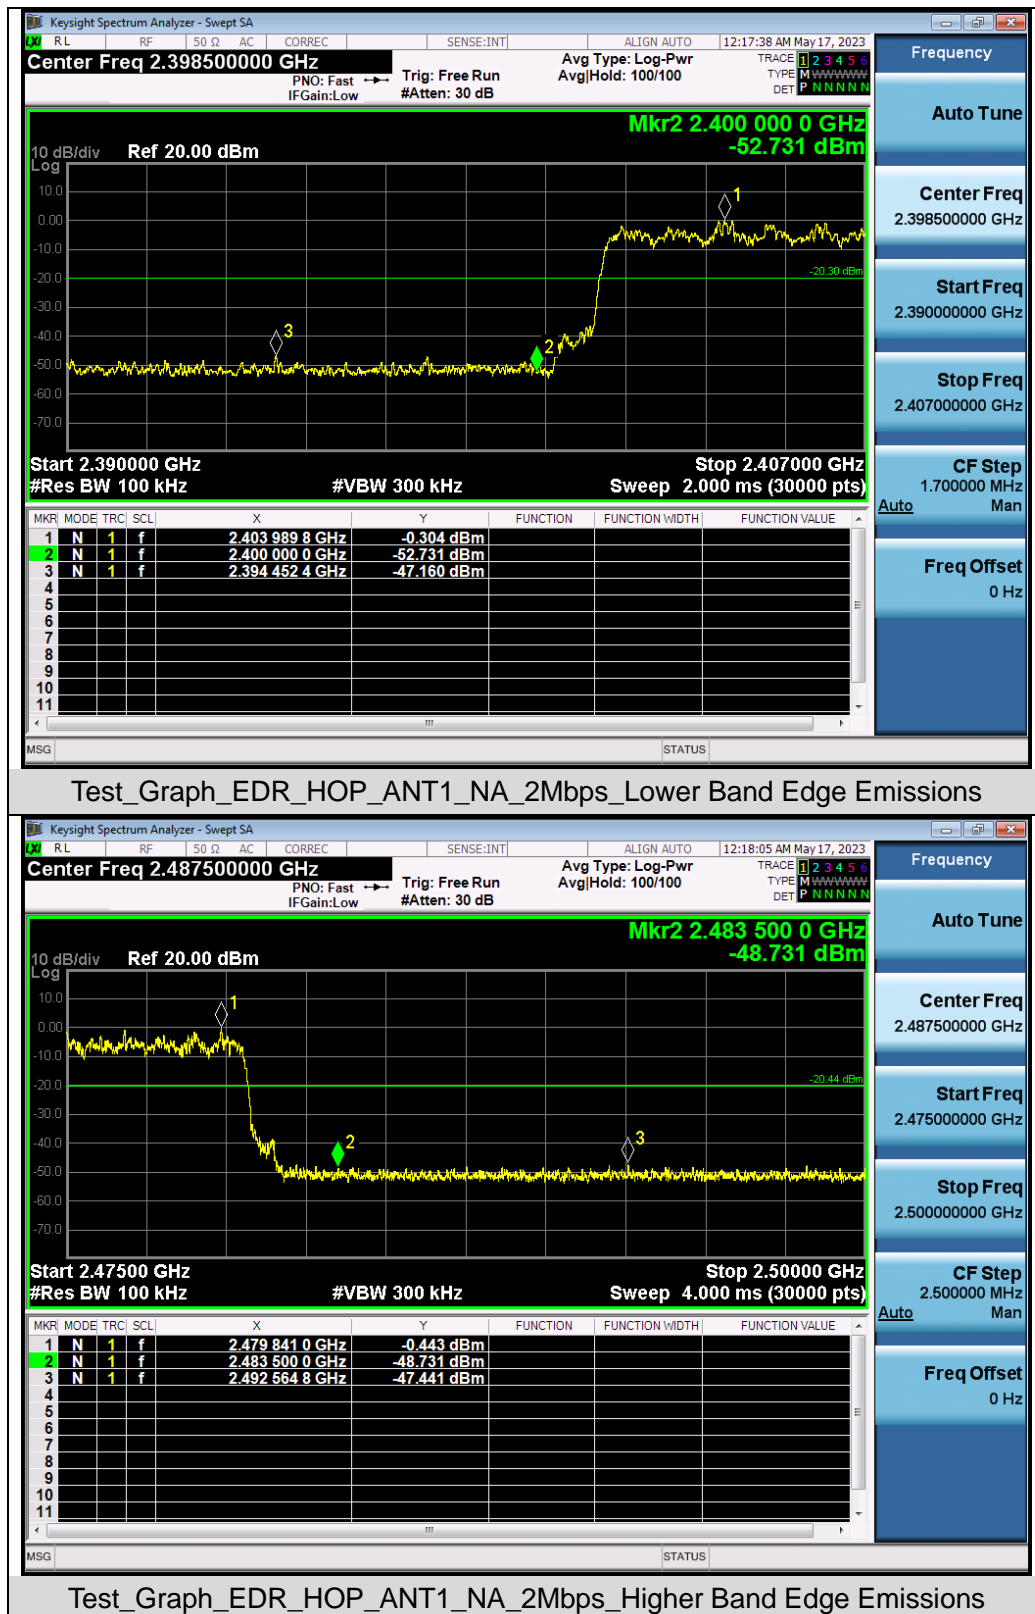 Keysight Spectrum Analyzer - Swept SA
LXI RL RF 50 Ω AC CORREC SENSE:INT ALIGN AUTO 12:17:38 AM May 17, 2023
Center Freq 2.398500000 GHz
PNO: Fast
IFGain:Low
Trig: Free Run
#Atten: 30 dB
Avg Type: Log-Pwr
Avg|Hold: 100/100
TRACE 1 2 3 4 5 6
TYPE M WWWWW
DET P N N N N N
Frequency
Auto Tune
Mkr2 2.400 000 0 GHz
-52.731 dBm
10 dB/div Ref 20.00 dBm
Log
10.0
0.00
-10.0
-20.0
-30.0
-40.0
-50.0
-60.0
-70.0
1
-20.30 dBm
3
2
Center Freq
2.398500000 GHz
Start Freq
2.390000000 GHz
Stop Freq
2.407000000 GHz
CF Step
1.700000 MHz
Auto Man
Freq Offset
0 Hz
Start 2.390000 GHz Stop 2.407000 GHz
#Res BW 100 kHz #VBW 300 kHz Sweep 2.000 ms (30000 pts)
MKR MODE TRC SCL X Y FUNCTION FUNCTION WIDTH FUNCTION VALUE
1 N 1 f 2.403 989 8 GHz -0.304 dBm
2 N 1 f 2.400 000 0 GHz -52.731 dBm
3 N 1 f 2.394 452 4 GHz -47.160 dBm
4
5
6
7
8
9
10
11
MSG STATUS
Test_Graph_EDR_HOP_ANT1_NA_2Mbps_Lower Band Edge Emissions
Keysight Spectrum Analyzer - Swept SA
LXI RL RF 50 Ω AC CORREC SENSE:INT ALIGN AUTO 12:18:05 AM May 17, 2023
Center Freq 2.487500000 GHz
PNO: Fast
IFGain:Low
Trig: Free Run
#Atten: 30 dB
Avg Type: Log-Pwr
Avg|Hold: 100/100
TRACE 1 2 3 4 5 6
TYPE M WWWWW
DET P N N N N N
Frequency
Auto Tune
Mkr2 2.483 500 0 GHz
-48.731 dBm
10 dB/div Ref 20.00 dBm
Log
10.0
0.00
-10.0
-20.0
-30.0
-40.0
-50.0
-60.0
-70.0
1
-20.44 dBm
2
3
Center Freq
2.487500000 GHz
Start Freq
2.475000000 GHz
Stop Freq
2.500000000 GHz
CF Step
2.500000 MHz
Auto Man
Freq Offset
0 Hz
Start 2.47500 GHz Stop 2.50000 GHz
#Res BW 100 kHz #VBW 300 kHz Sweep 4.000 ms (30000 pts)
MKR MODE TRC SCL X Y FUNCTION FUNCTION WIDTH FUNCTION VALUE
1 N 1 f 2.479 841 0 GHz -0.443 dBm
2 N 1 f 2.483 500 0 GHz -48.731 dBm
3 N 1 f 2.492 564 8 GHz -47.441 dBm
4
5
6
7
8
9
10
11
MSG STATUS
Test_Graph_EDR_HOP_ANT1_NA_2Mbps_Higher Band Edge Emissions